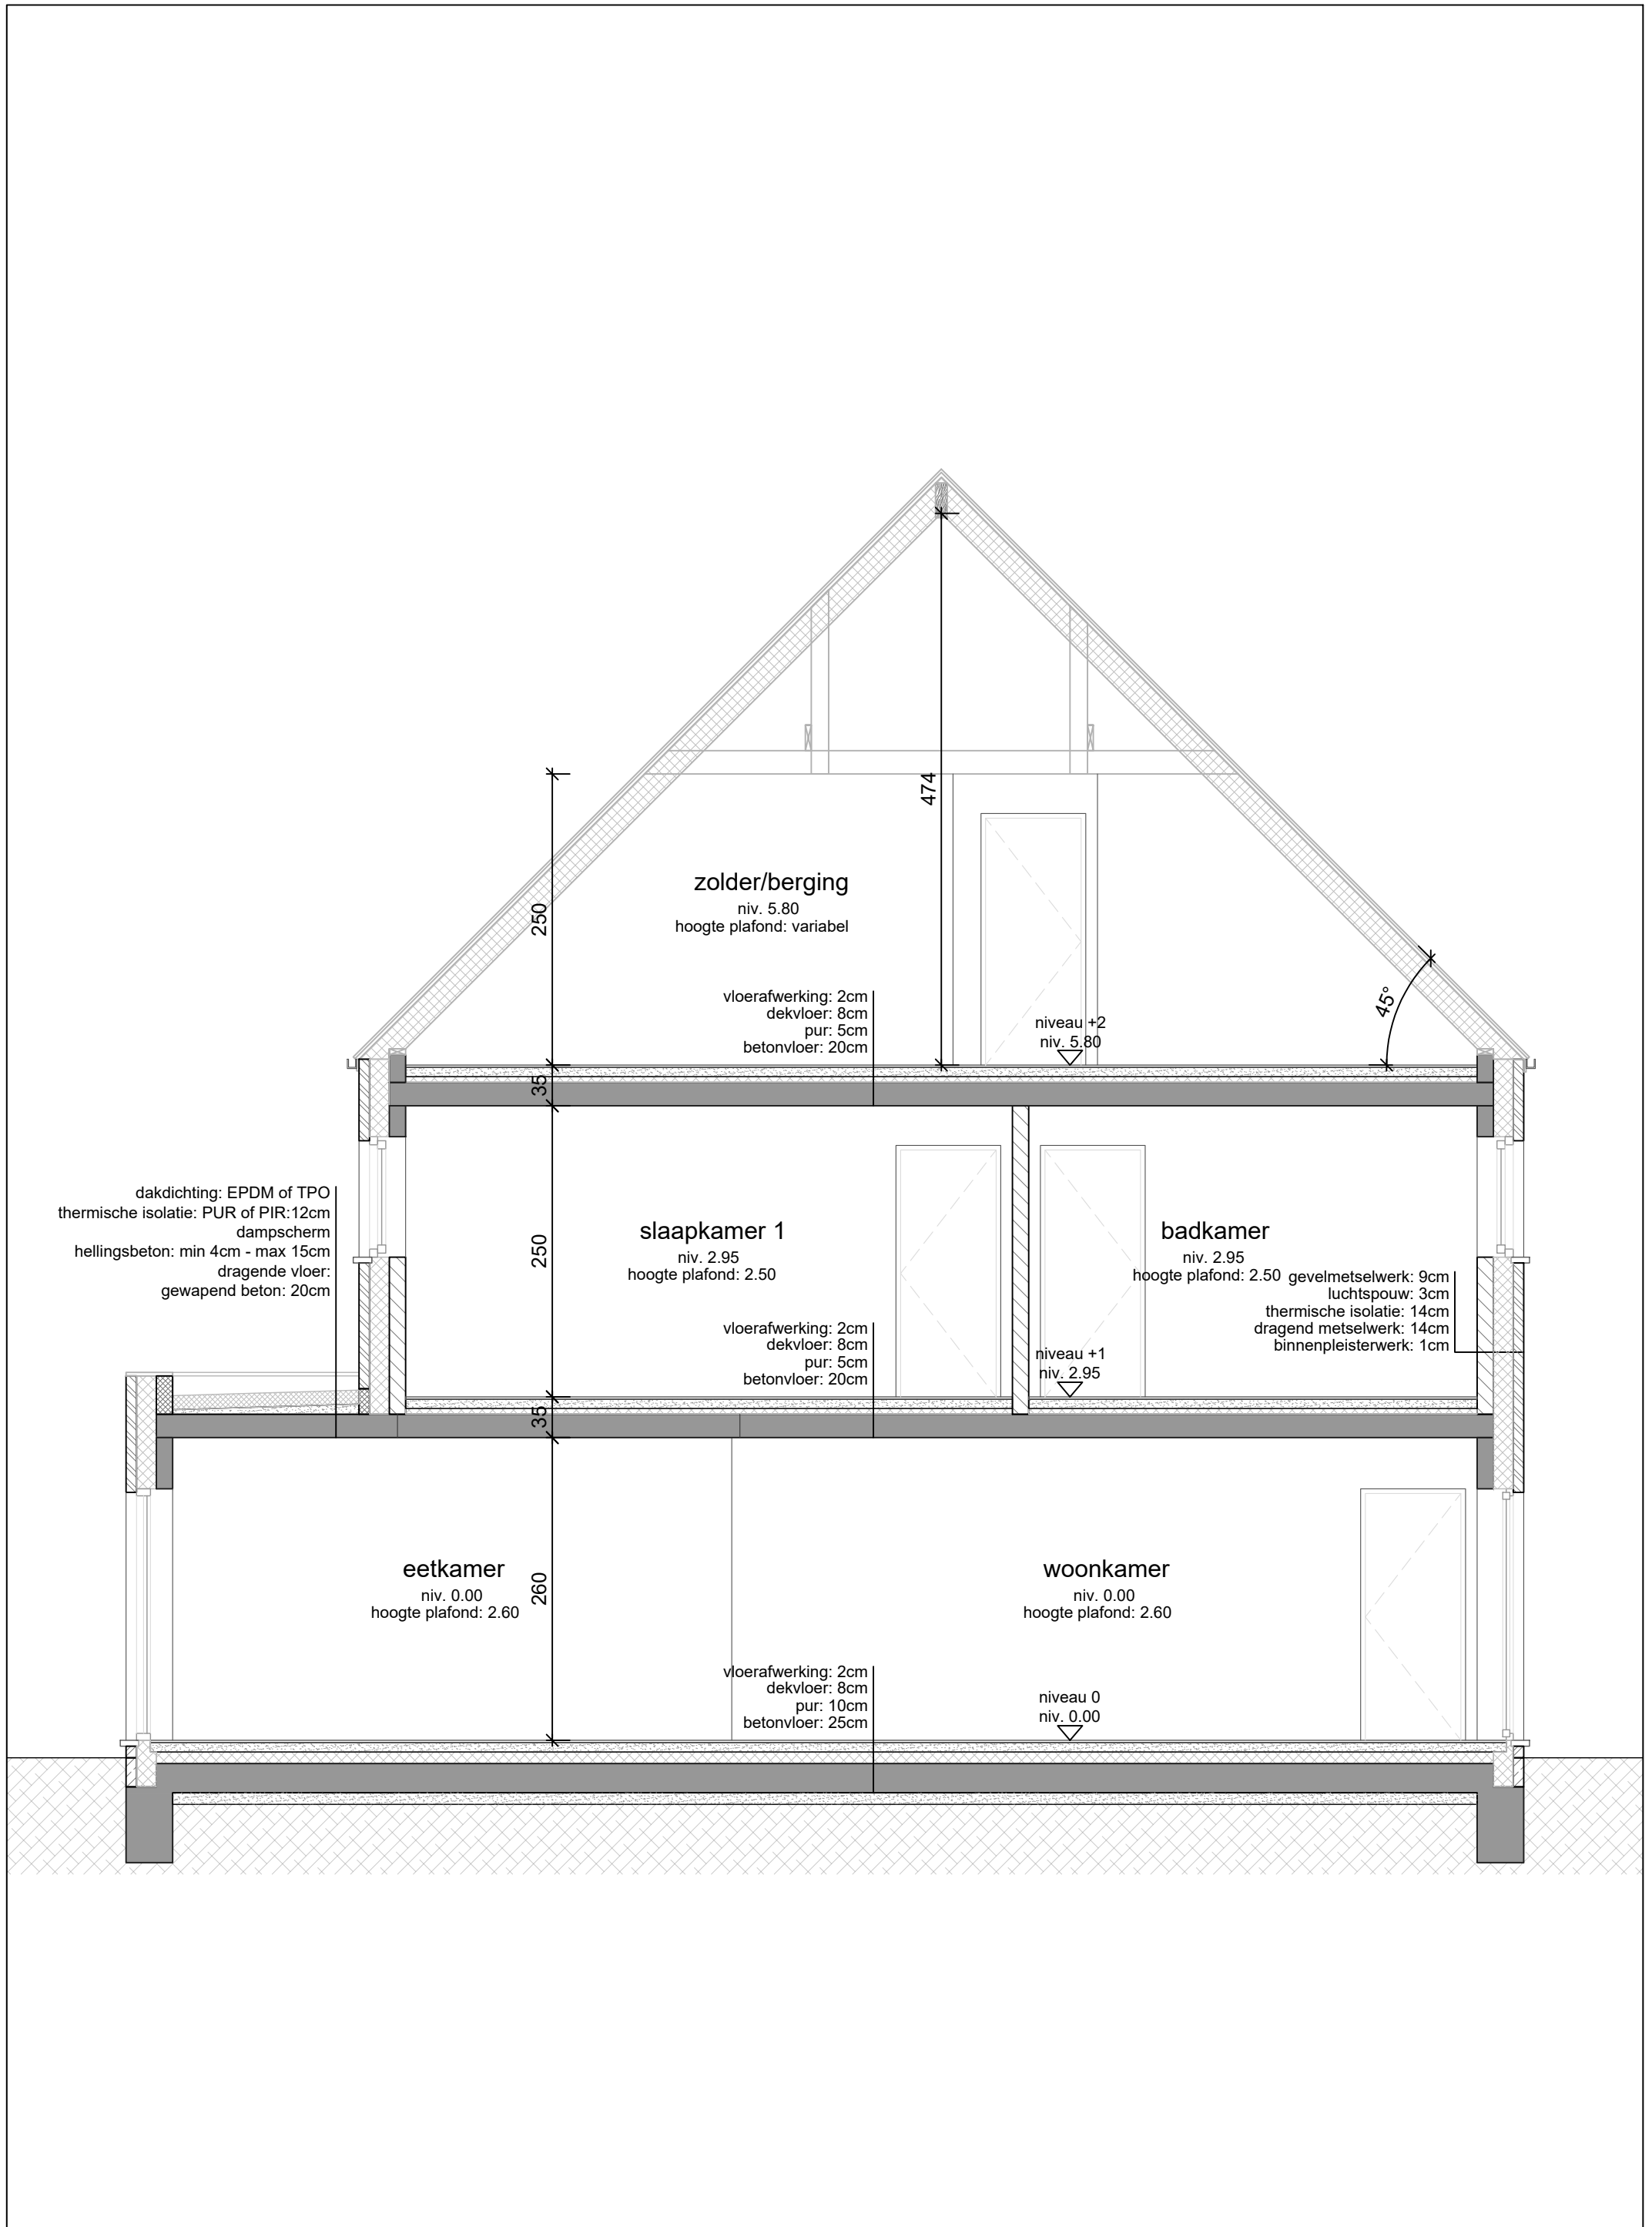 474
zolder/berging
niv. 5.80
hoogte plafond: variabel
250
45°
vloerafwerking: 2cm
dekvloer: 8cm
pur: 5cm
betonvloer: 20cm
niveau +2
niv. 5.80
35
dakdichting: EPDM of TPO
thermische isolatie: PUR of PIR:12cm
dampscherm
hellingsbeton: min 4cm - max 15cm
dragende vloer:
gewapend beton: 20cm
250
slaapkamer 1
niv. 2.95
hoogte plafond: 2.50
badkamer
niv. 2.95
hoogte plafond: 2.50
gevelmetselwerk: 9cm
luchtspouw: 3cm
thermische isolatie: 14cm
dragend metselwerk: 14cm
binnenpleisterwerk: 1cm
vloerafwerking: 2cm
dekvloer: 8cm
pur: 5cm
betonvloer: 20cm
niveau +1
niv. 2.95
35
eetkamer
niv. 0.00
hoogte plafond: 2.60
260
woonkamer
niv. 0.00
hoogte plafond: 2.60
vloerafwerking: 2cm
dekvloer: 8cm
pur: 10cm
betonvloer: 25cm
niveau 0
niv. 0.00